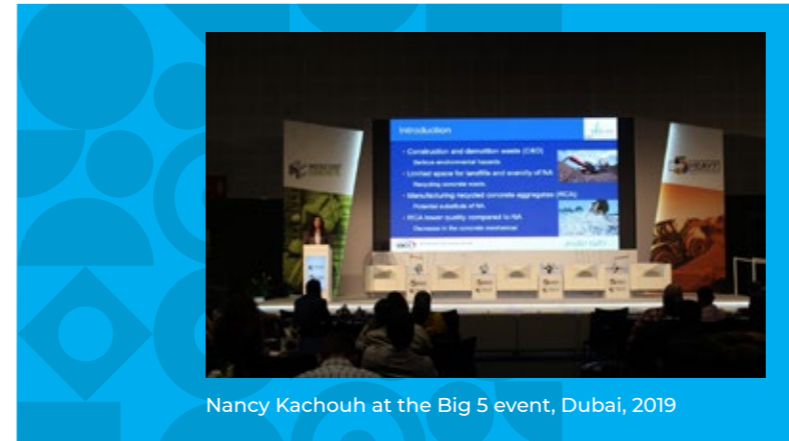 Introduction
• Construction and demolition waste (C&D)
Serious environmental hazards
• Limited space for landfills and scarcity of NA
Recycling concrete waste.
• Manufacturing recycled concrete aggregates (RCA)
Potential substitute of NA.
• RCA lower quality compared to NA
Decrease in the concrete mechanical
HEAVY
Nancy Kachouh at the Big 5 event, Dubai, 2019